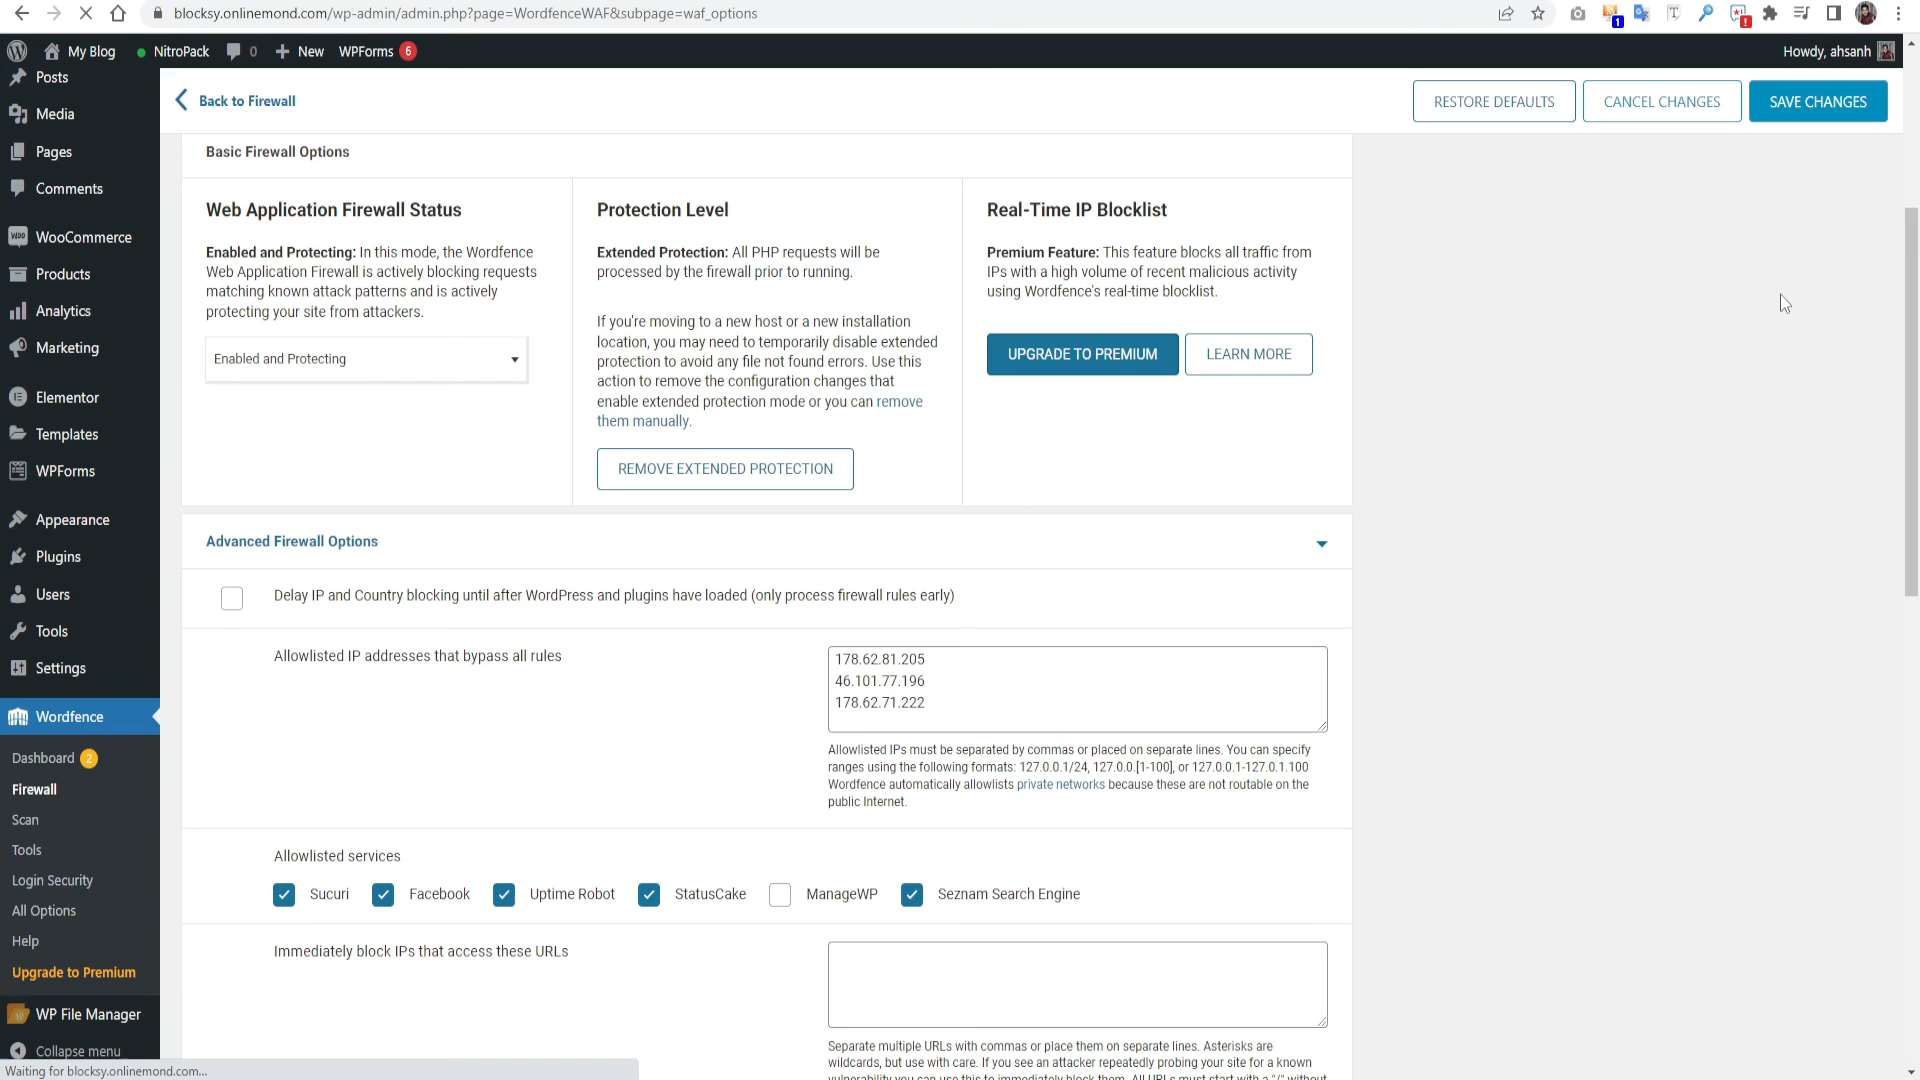 blocksy.onlinemond.com/wp-admin/admin.php?page=WordfenceWAF&subpage=waf_options
1
My Blog
NitroPack
0
New
WPForms 6
Howdy, ahsanh
Posts
Media
Pages
Comments
WooCommerce
Products
Analytics
Marketing
Elementor
Templates
WPForms
Appearance
Plugins
Users
Tools
Settings
Wordfence
Dashboard 2
Firewall
Scan
Tools
Login Security
All Options
Help
Upgrade to Premium
WP File Manager
Collapse menu
Waiting for blocksy.onlinemond.com...
Back to Firewall
RESTORE DEFAULTS
CANCEL CHANGES
SAVE CHANGES
Basic Firewall Options
Web Application Firewall Status
Enabled and Protecting: In this mode, the Wordfence
Web Application Firewall is actively blocking requests
matching known attack patterns and is actively
protecting your site from attackers.
Enabled and Protecting
Protection Level
Extended Protection: All PHP requests will be
processed by the firewall prior to running.
If you're moving to a new host or a new installation
location, you may need to temporarily disable extended
protection to avoid any file not found errors. Use this
action to remove the configuration changes that
enable extended protection mode or you can remove
them manually.
REMOVE EXTENDED PROTECTION
Real-Time IP Blocklist
Premium Feature: This feature blocks all traffic from
IPs with a high volume of recent malicious activity
using Wordfence's real-time blocklist.
UPGRADE TO PREMIUM
LEARN MORE
Advanced Firewall Options
Delay IP and Country blocking until after WordPress and plugins have loaded (only process firewall rules early)
Allowlisted IP addresses that bypass all rules
178.62.81.205
46.101.77.196
178.62.71.222
Allowlisted IPs must be separated by commas or placed on separate lines. You can specify
ranges using the following formats: 127.0.0.1/24, 127.0.0.[1-100], or 127.0.0.1-127.0.1.100
Wordfence automatically allowlists private networks because these are not routable on the
public Internet.
Allowlisted services
Sucuri
Facebook
Uptime Robot
StatusCake
ManageWP
Seznam Search Engine
Immediately block IPs that access these URLs
Separate multiple URLs with commas or place them on separate lines. Asterisks are
wildcards, but use with care. If you see an attacker repeatedly probing your site for a known
vulnerability you can use this to immediately block them. All URLs must start with a "/" without